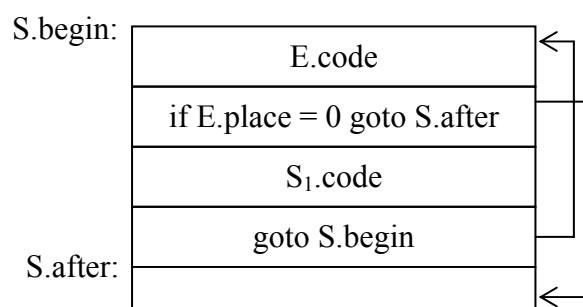 S.begin:
E.code
if E.place = 0 goto S.after
S₁.code
goto S.begin
S.after: